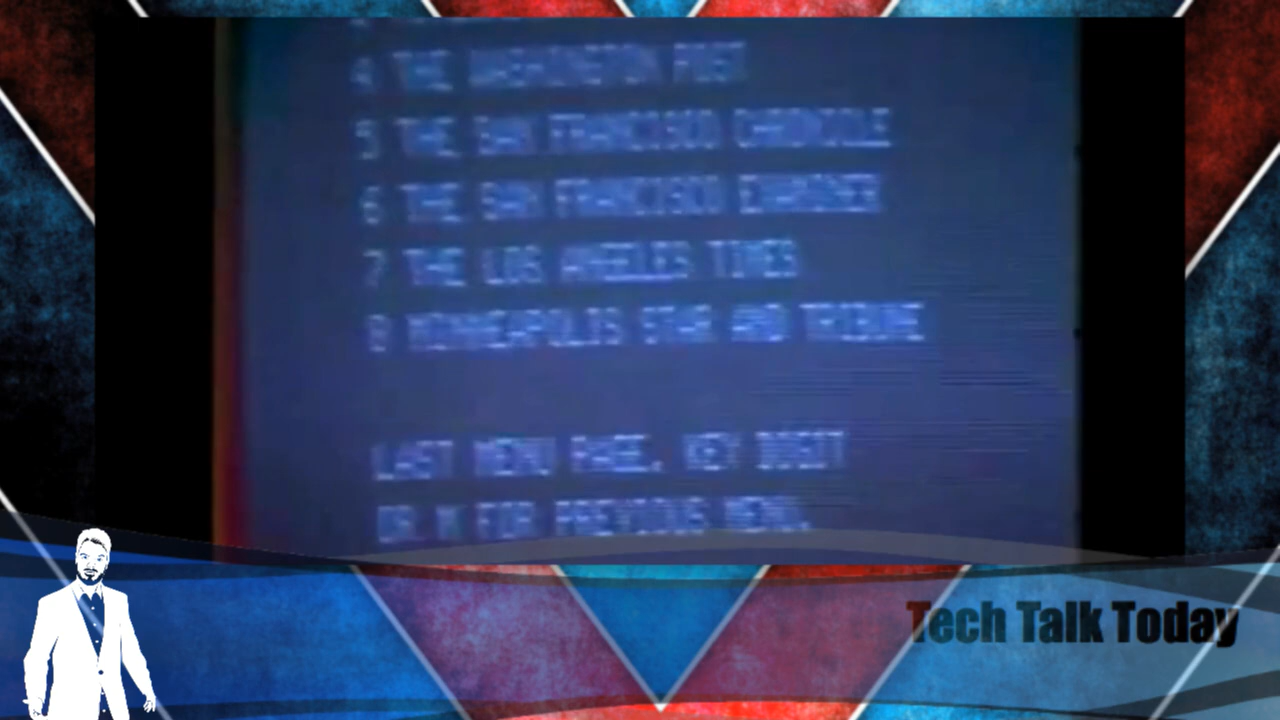 4 THE WASHINGTON POST
5 THE SAN FRANCISCO CHRONICLE
6 THE SAN FRANCISCO EXAMINER
7 THE LOS ANGELES TIMES
8 MINNEAPOLIS STAR AND TRIBUNE
LAST MENU PAGE. KEY DIGIT
OR M FOR PREVIOUS MENU.
Tech Talk Today